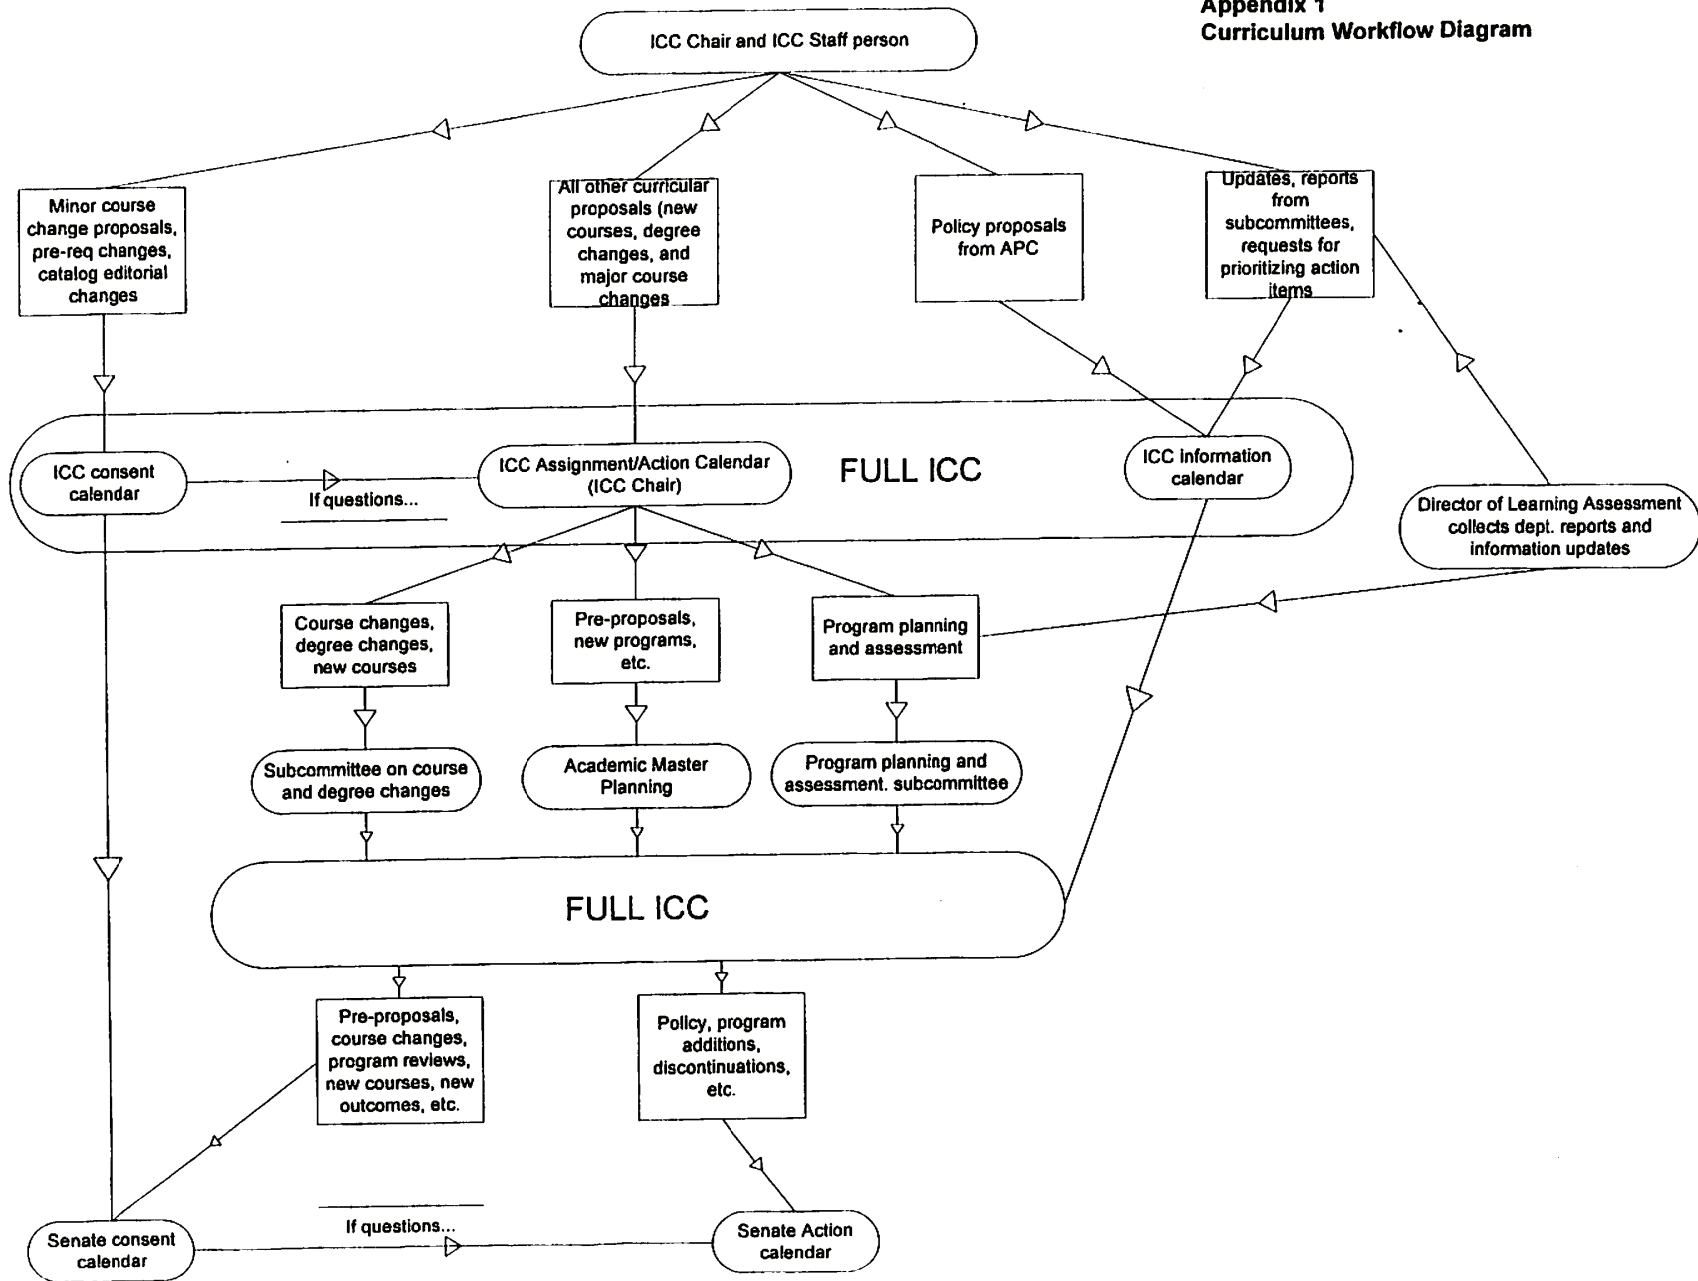 Appendix 1
Curriculum Workflow Diagram
ICC Chair and ICC Staff person
Minor course
change proposals,
pre-req changes,
catalog editorial
changes
All other curricular
proposals (new
courses, degree
changes, and
major course
changes
Policy proposals
from APC
Updates, reports
from
subcommittees,
requests for
prioritizing action
items
ICC consent
calendar
If questions...
ICC Assignment/Action Calendar
(ICC Chair)
FULL ICC
ICC information
calendar
Director of Learning Assessment
collects dept. reports and
information updates
Course changes,
degree changes,
new courses
Pre-proposals,
new programs,
etc.
Program planning
and assessment
Subcommittee on course
and degree changes
Academic Master
Planning
Program planning and
assessment. subcommittee
FULL ICC
Pre-proposals,
course changes,
program reviews,
new courses, new
outcomes, etc.
Policy, program
additions,
discontinuations,
etc.
Senate consent
calendar
If questions...
Senate Action
calendar